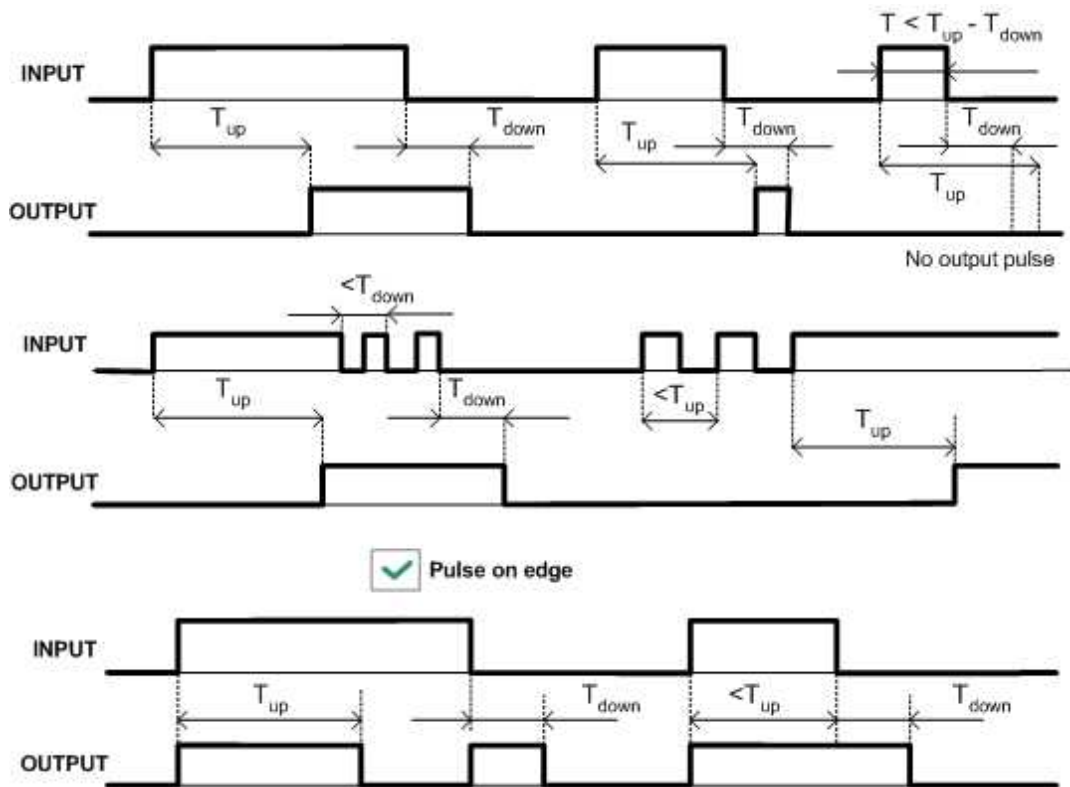 T < Tup - Tdown
INPUT
Tup
Tdown
Tup
Tdown
Tdown
Tup
OUTPUT
No output pulse
<Tdown
INPUT
Tup
Tdown
<Tup
Tup
OUTPUT
Pulse on edge
INPUT
Tup
Tdown
<Tup
Tdown
OUTPUT